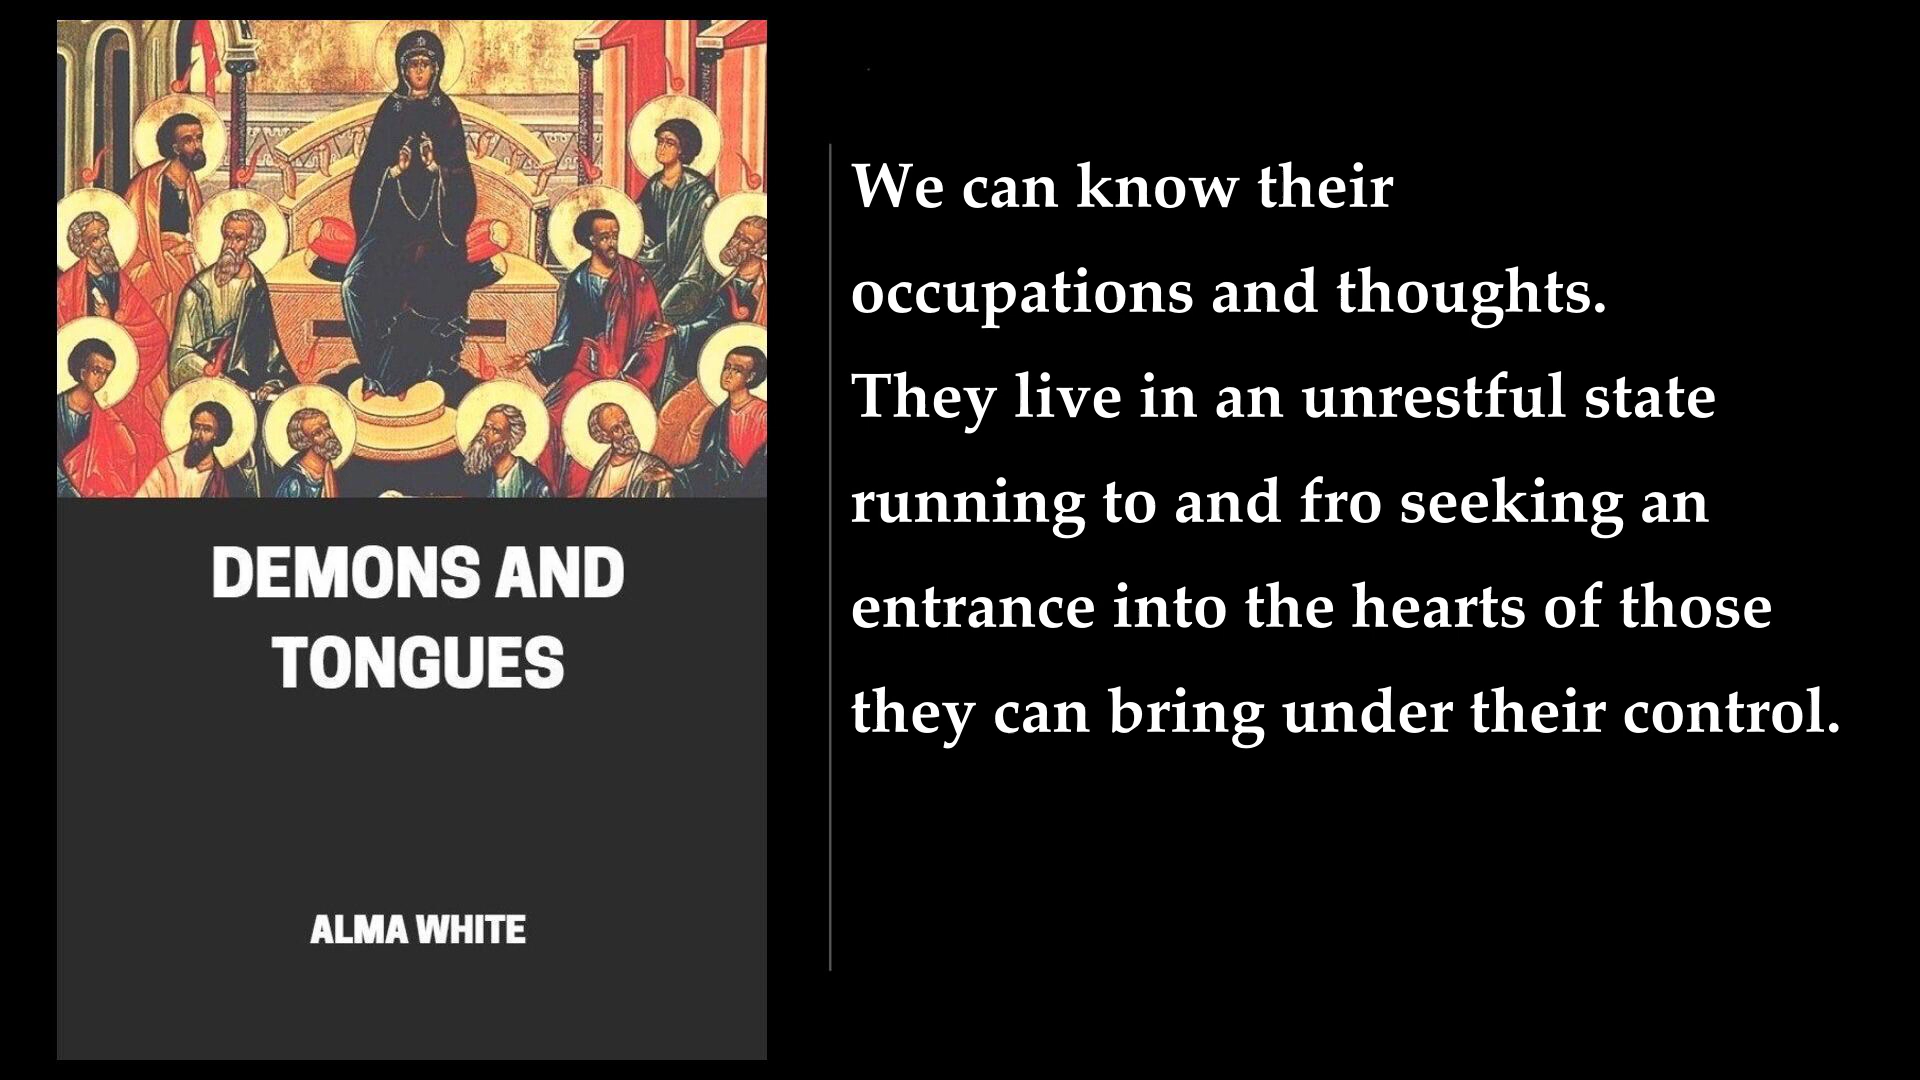 DEMONS AND
TONGUES
ALMA WHITE
We can know their
occupations and thoughts.
They live in an unrestful state
running to and fro seeking an
entrance into the hearts of those
they can bring under their control.